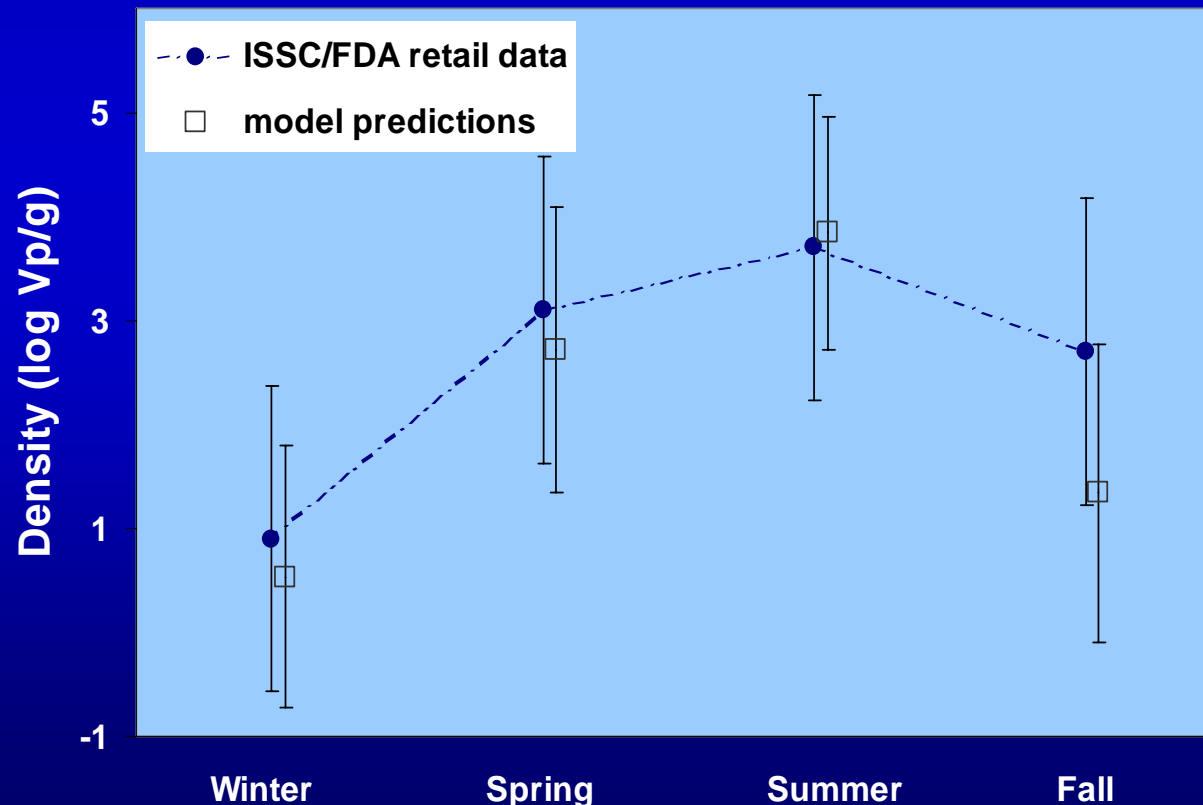 ISSC/FDA retail data
model predictions
Density (log Vp/g)
5
3
1
-1
Winter Spring Summer Fall